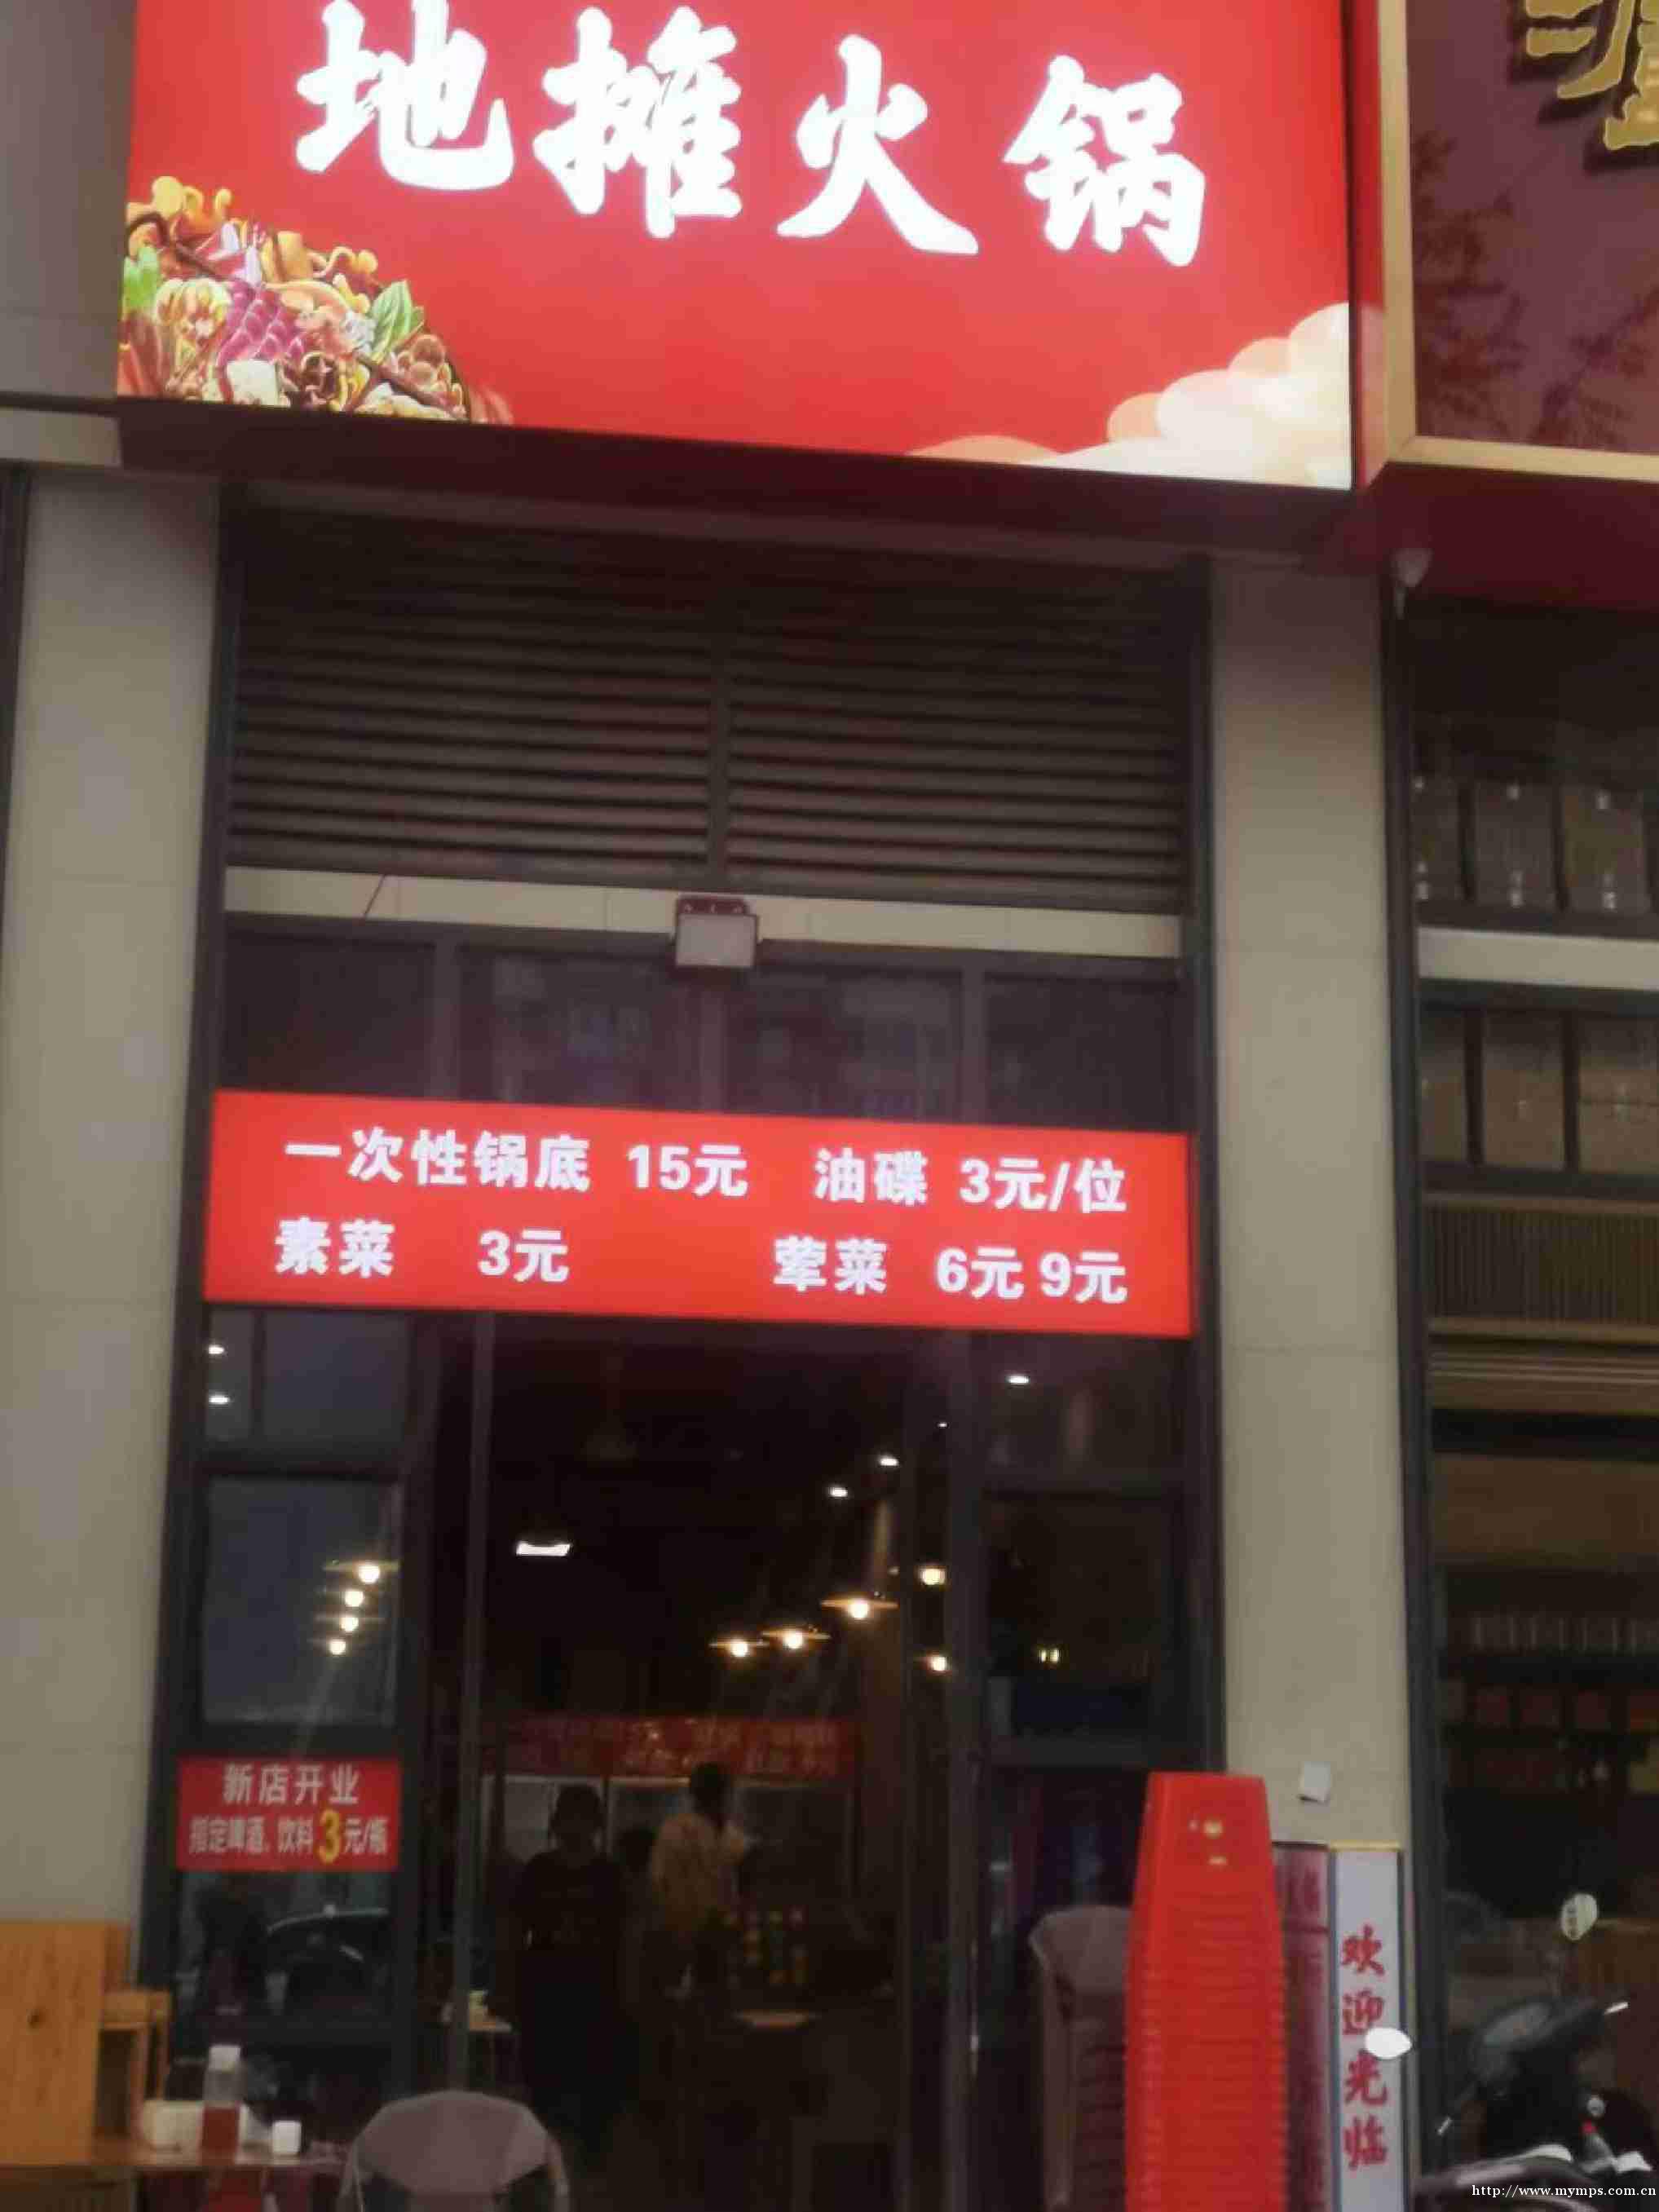 地摊火锅
一次性锅底 15元 油碟 3元/位
素菜 3元 荤菜 6元 9元
新店开业
指定啤酒、饮料3元/瓶
欢迎光临
http://www.mymps.com.cn